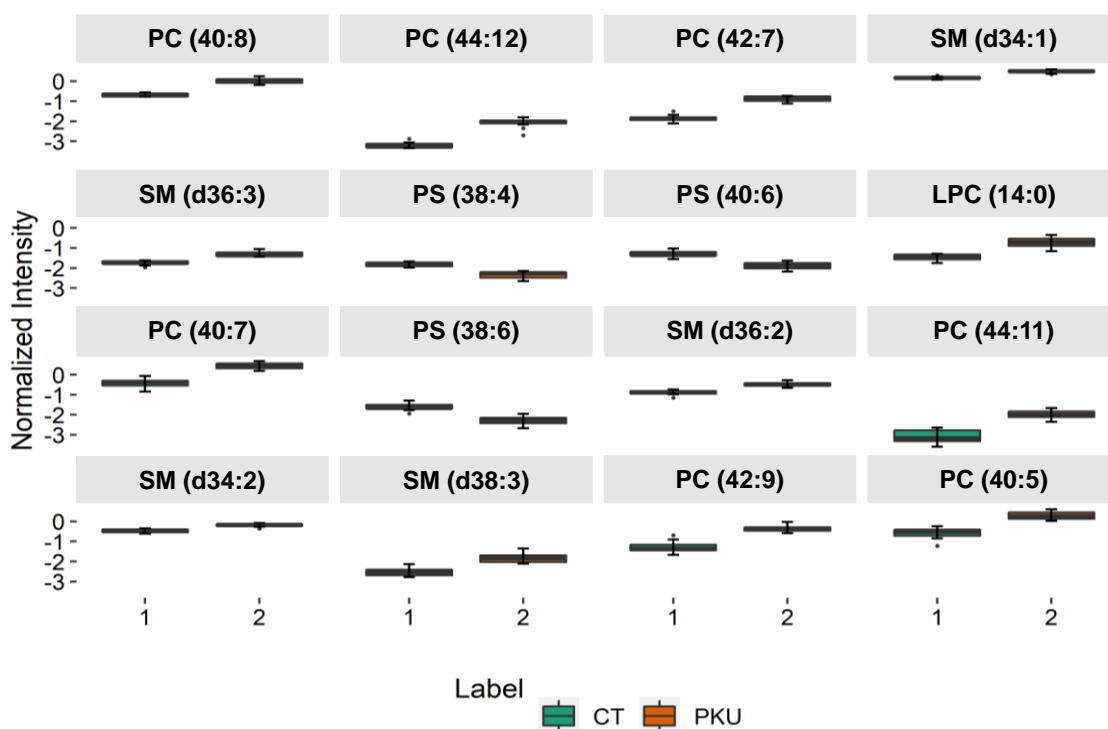 PC (40:8) PC (44:12) PC (42:7) SM (d34:1)
0
-1
-2
-3
SM (d36:3) PS (38:4) PS (40:6) LPC (14:0)
0
-1
-2
-3
Normalized Intensity
PC (40:7) PS (38:6) SM (d36:2) PC (44:11)
0
-1
-2
-3
SM (d34:2) SM (d38:3) PC (42:9) PC (40:5)
0
-1
-2
-3
1 2 1 2 1 2 1 2
Label CT PKU